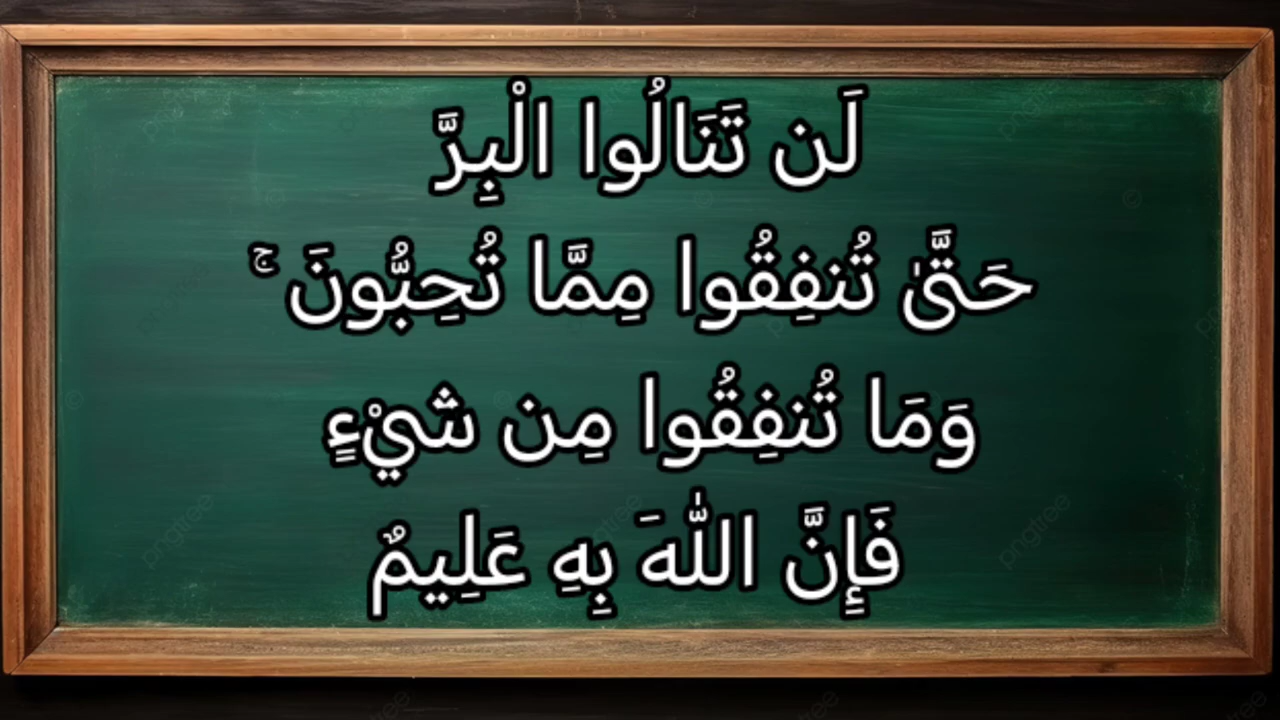 لَن تَنَالُوا الْبِرَّ
حَتَّىٰ تُنفِقُوا مِمَّا تُحِبُّونَ ۚ
وَمَا تُنفِقُوا مِن شَيْءٍ
فَإِنَّ اللَّهَ بِهِ عَلِيمٌ